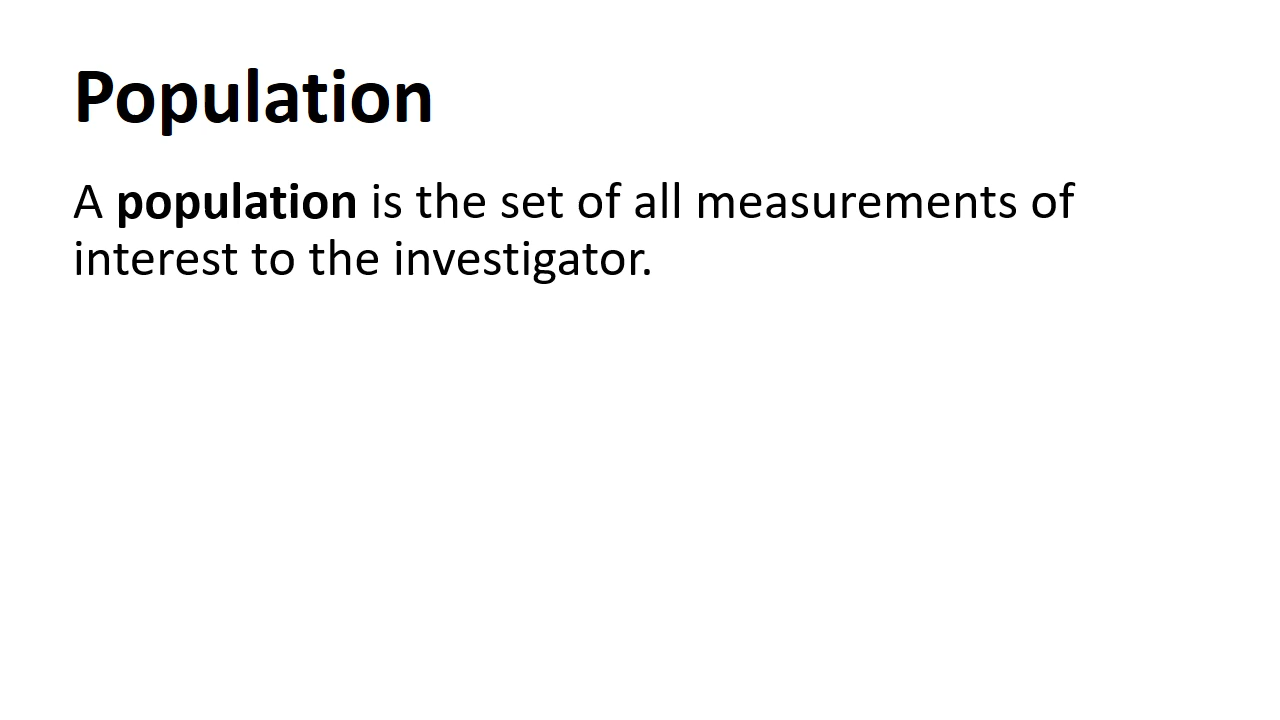 Population
A population is the set of all measurements of
interest to the investigator.